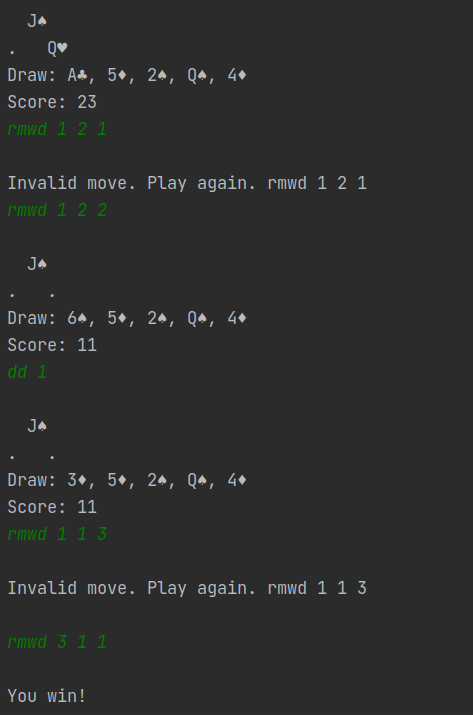 J♠
.   Q♥
Draw: A♣, 5♦, 2♠, Q♠, 4♦
Score: 23
rmwd 1 2 1

Invalid move. Play again. rmwd 1 2 1
rmwd 1 2 2

  J♠
.   .
Draw: 6♠, 5♦, 2♠, Q♠, 4♦
Score: 11
dd 1

  J♠
.   .
Draw: 3♦, 5♦, 2♠, Q♠, 4♦
Score: 11
rmwd 1 1 3

Invalid move. Play again. rmwd 1 1 3

rmwd 3 1 1

You win!